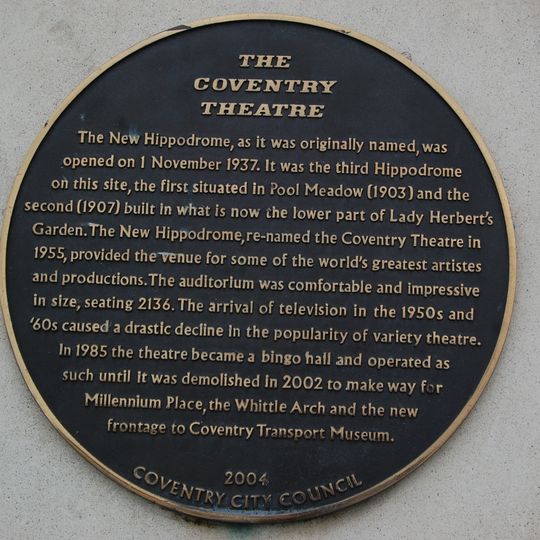 THE
COVENTRY
THEATRE
The New Hippodrome, as it was originally named, was
opened on 1 November 1937. It was the third Hippodrome
on this site, the first situated in Pool Meadow (1903) and the
second (1907) built in what is now the lower part of Lady Herbert's
Garden. The New Hippodrome, re-named the Coventry Theatre in
1955, provided the venue for some of the world's greatest artistes
and productions. The auditorium was comfortable and impressive
in size, seating 2136. The arrival of television in the 1950s and
'60s caused a drastic decline in the popularity of variety theatre.
In 1985 the theatre became a bingo hall and operated as
such until it was demolished in 2002 to make way for
Millennium Place, the Whittle Arch and the new
frontage to Coventry Transport Museum.
2004
COVENTRY CITY COUNCIL